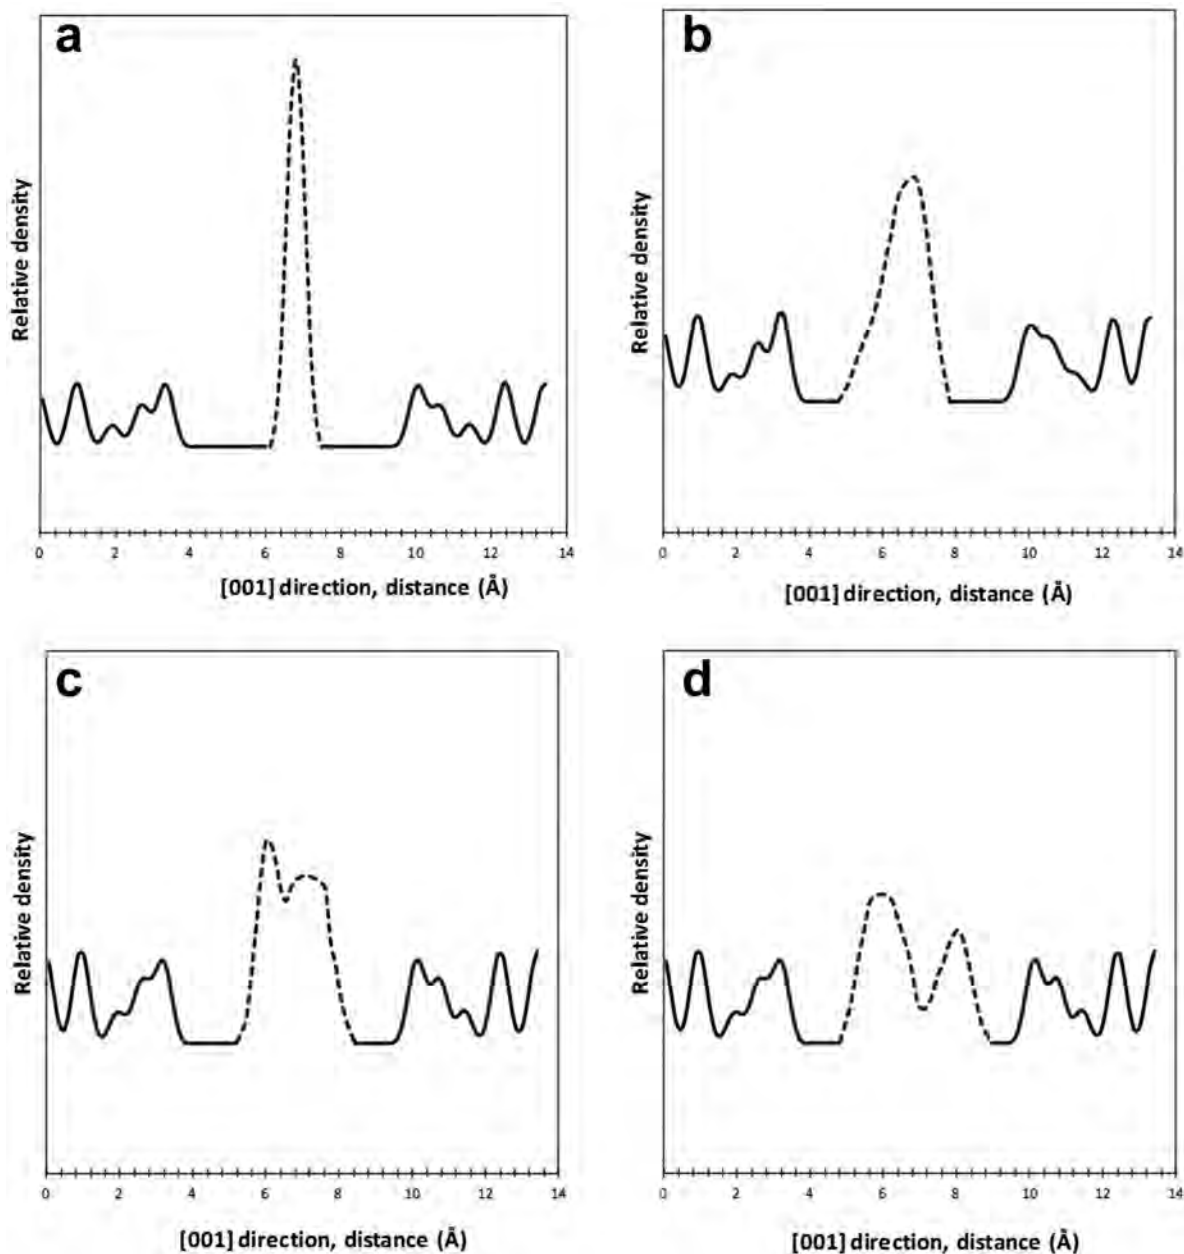 a
b
Relative density
Relative density
0 2 4 6 8 10 12 14
0 2 4 6 8 10 12 14
[001] direction, distance (Å)
[001] direction, distance (Å)
c
d
Relative density
Relative density
0 2 4 6 8 10 12 14
0 2 4 6 8 10 12 14
[001] direction, distance (Å)
[001] direction, distance (Å)